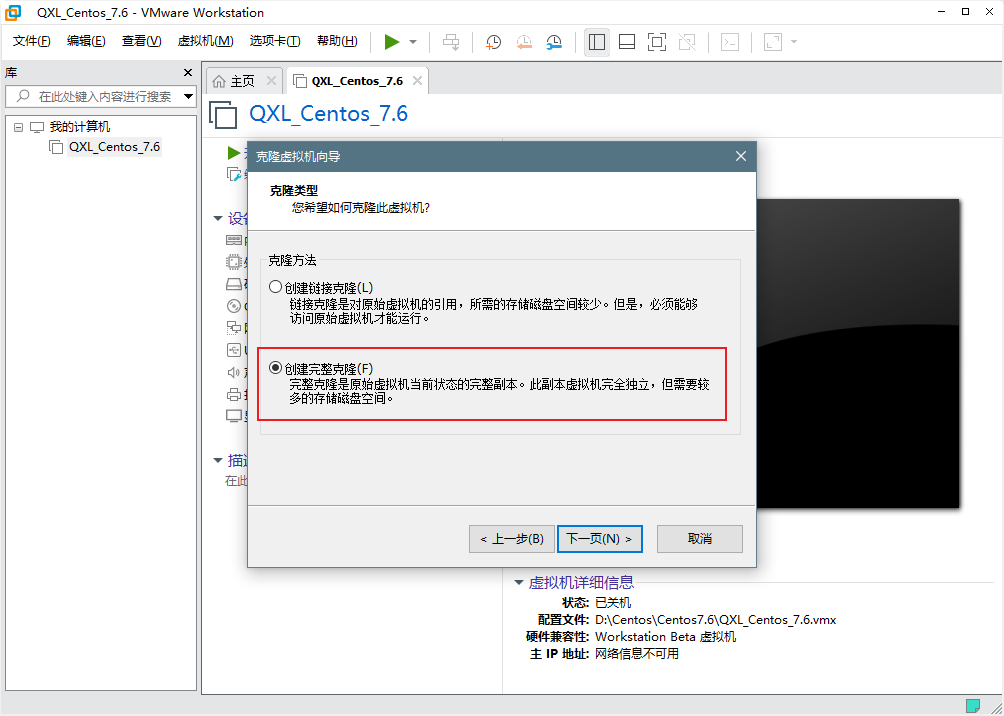 QXL_Centos_7.6 - VMware Workstation
文件(F) 编辑(E) 查看(V) 虚拟机(M) 选项卡(T) 帮助(H)
库
在此处键入内容进行搜索
我的计算机
QXL_Centos_7.6
主页 QXL_Centos_7.6
QXL_Centos_7.6
克隆虚拟机向导
克隆类型
您希望如何克隆此虚拟机?
克隆方法
创建链接克隆(L)
链接克隆是对原始虚拟机的引用，所需的存储磁盘空间较少。但是，必须能够
访问原始虚拟机才能运行。
创建完整克隆(F)
完整克隆是原始虚拟机当前状态的完整副本。此副本虚拟机完全独立，但需要较
多的存储磁盘空间。
< 上一步(B) 下一页(N) > 取消
在此
虚拟机详细信息
状态: 已关机
配置文件: D:\Centos\Centos7.6\QXL_Centos_7.6.vmx
硬件兼容性: Workstation Beta 虚拟机
主 IP 地址: 网络信息不可用